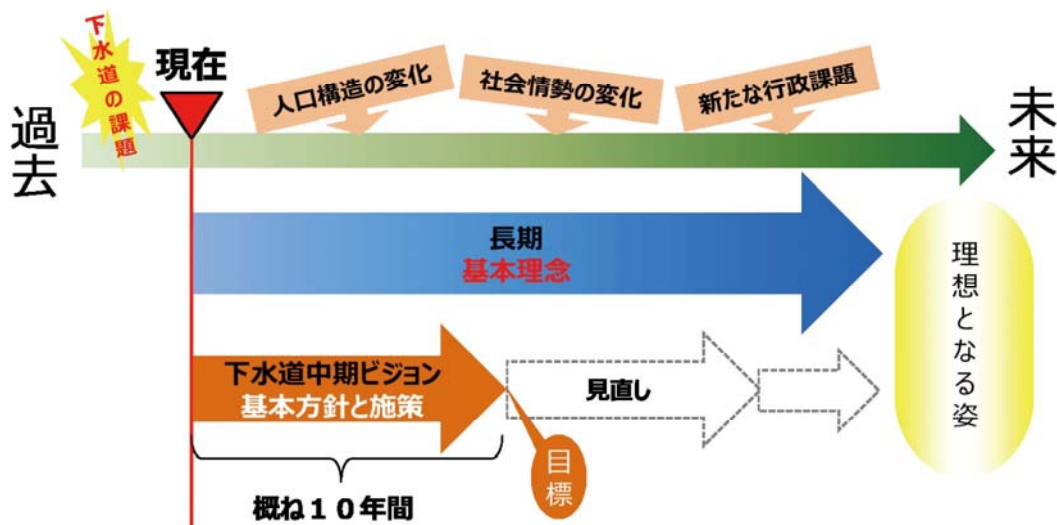 下水道の課題
現在
人口構造の変化
社会情勢の変化
新たな行政課題
過去
未来
長期
基本理念
理想となる姿
下水道中期ビジョン
基本方針と施策
見直し
目標
概ね１０年間